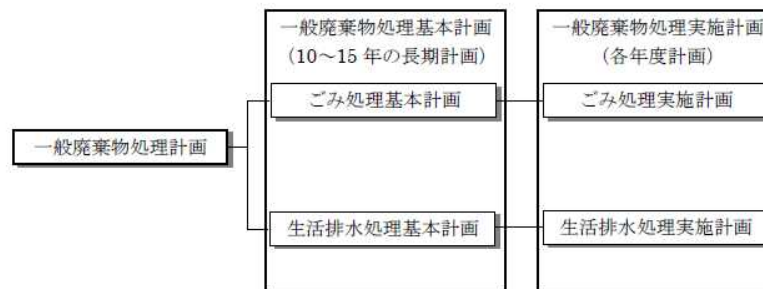 一般廃棄物処理基本計画
（10～15 年の長期計画）
一般廃棄物処理実施計画
（各年度計画）
ごみ処理基本計画
ごみ処理実施計画
一般廃棄物処理計画
生活排水処理基本計画
生活排水処理実施計画